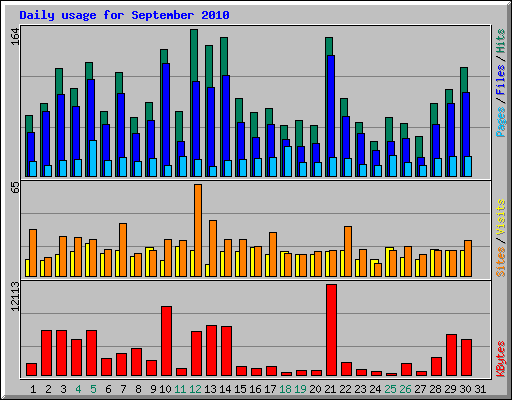 Daily usage for September 2010
164
Pages / Files / Hits
65
Sites / Visits
12113
KBytes
1 2 3 4 5 6 7 8 9 10 11 12 13 14 15 16 17 18 19 20 21 22 23 24 25 26 27 28 29 30 31